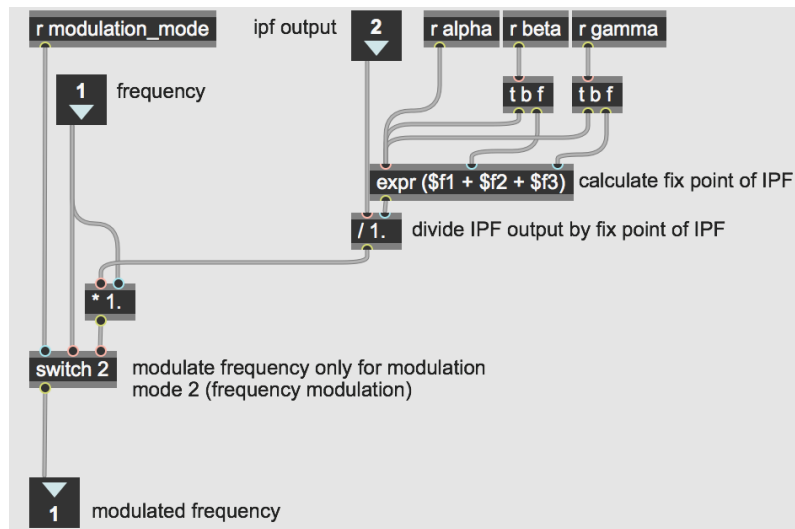 r modulation_mode
ipf output
2
r alpha
r beta
r gamma
1
frequency
t b f
t b f
expr ($f1 + $f2 + $f3)
calculate fix point of IPF
/ 1.
divide IPF output by fix point of IPF
* 1.
switch 2
modulate frequency only for modulation
mode 2 (frequency modulation)
1
modulated frequency